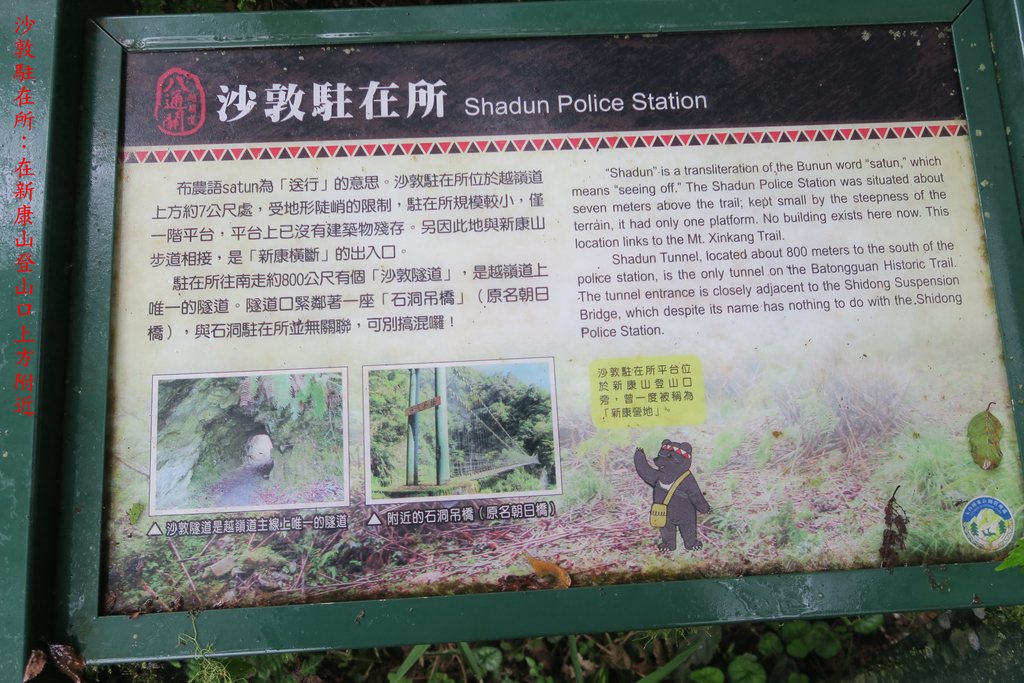 沙敦駐在所：在新康山登山口上方附近
八通關
沙敦駐在所 Shadun Police Station
布農語satun為「送行」的意思。沙敦駐在所位於越嶺道
上方約7公尺處，受地形陡峭的限制，駐在所規模較小，僅
一階平台，平台上已沒有建築物殘存。另因此地與新康山
步道相接，是「新康橫斷」的出入口。
駐在所往南走約800公尺有個「沙敦隧道」，是越嶺道上
唯一的隧道。隧道口緊鄰著一座「石洞吊橋」（原名朝日
橋），與石洞駐在所並無關聯，可別搞混囉！
"Shadun" is a transliteration of the Bunun word "satun," which
means "seeing off." The Shadun Police Station was situated about
seven meters above the trail; kept small by the steepness of the
terrain, it had only one platform. No building exists here now. This
location links to the Mt. Xinkang Trail.
Shadun Tunnel, located about 800 meters to the south of the
police station, is the only tunnel on the Batongguan Historic Trail.
The tunnel entrance is closely adjacent to the Shidong Suspension
Bridge, which despite its name has nothing to do with the Shidong
Police Station.
▲沙敦隧道是越嶺道主線上唯一的隧道
▲附近的石洞吊橋（原名朝日橋）
沙敦駐在所平台位
於新康山登山口
旁，曾一度被稱為
「新康營地」。